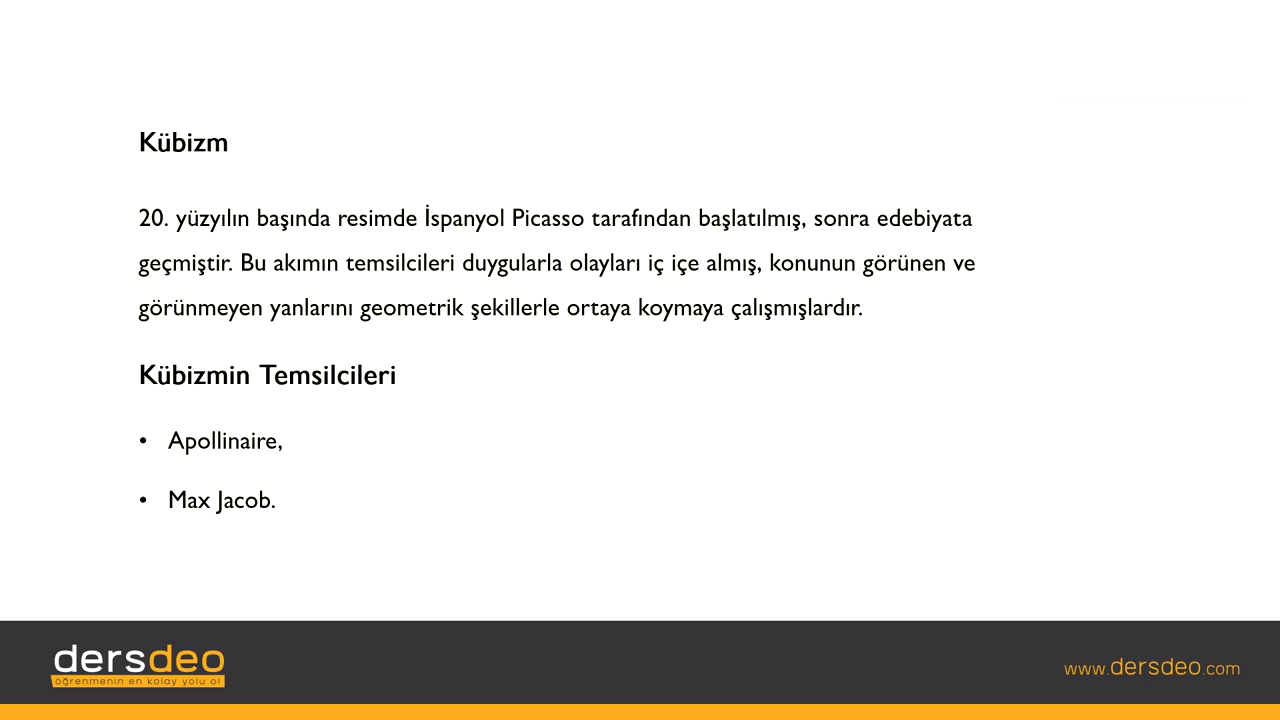 Kübizm
20. yüzyılın başında resimde İspanyol Picasso tarafından başlatılmış, sonra edebiyata
geçmiştir. Bu akımın temsilcileri duygularla olayları iç içe almış, konunun görünen ve
görünmeyen yanlarını geometrik şekillerle ortaya koymaya çalışmışlardır.
Kübizmin Temsilcileri
• Apollinaire,
• Max Jacob.
dersdeo
öğrenmenin en kolay yolu o!
www.dersdeo.com